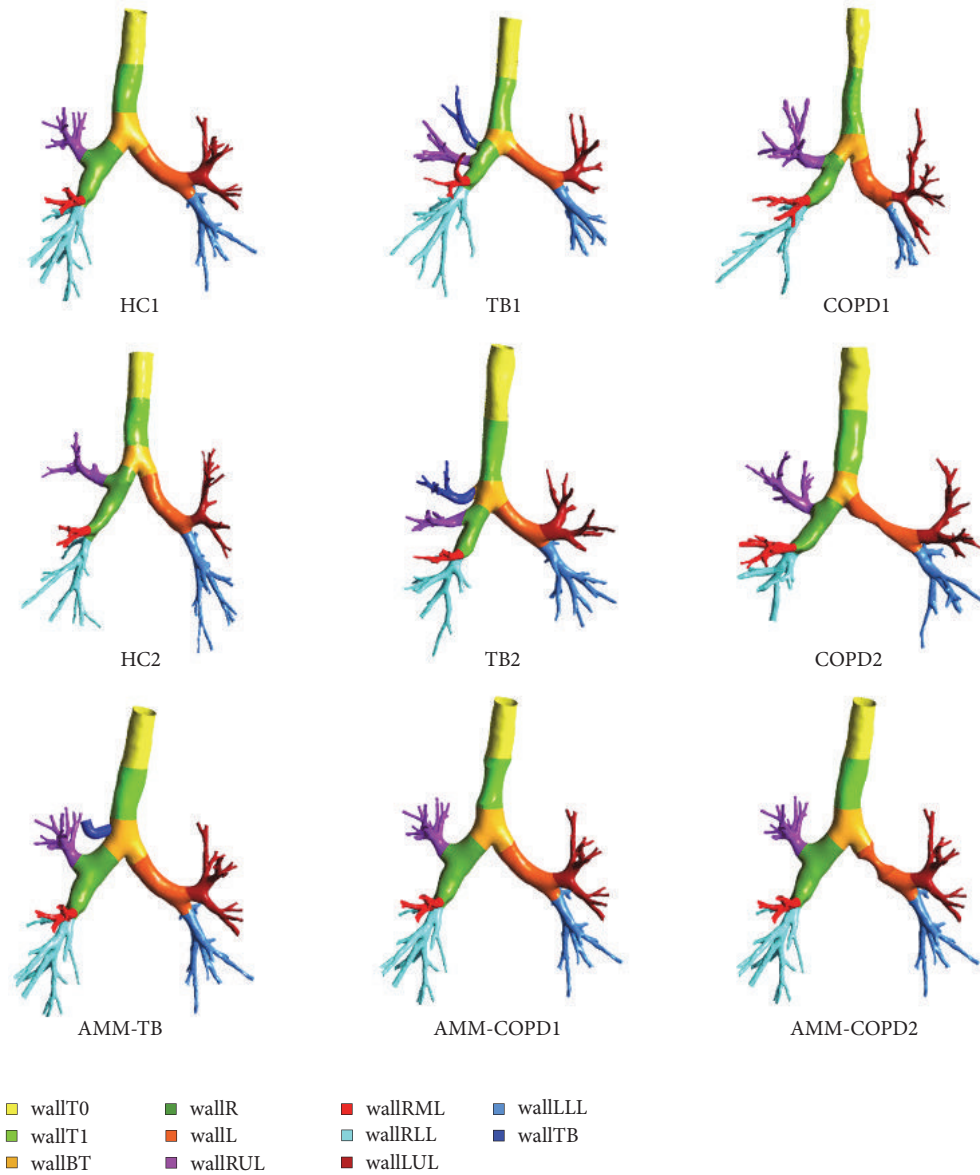 HC1 TB1 COPD1
HC2 TB2 COPD2
AMM-TB AMM-COPD1 AMM-COPD2
wallT0 wallR wallRML wallLLL
wallT1 wallL wallRLL wallTB
wallBT wallRUL wallLUL